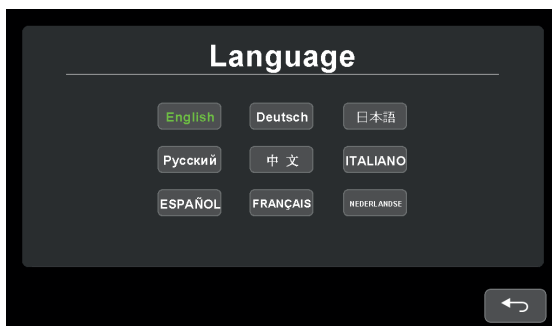 Language
English Deutsch 日本語
Русский 中 文 ITALIANO
ESPAÑOL FRANÇAIS NEDERLANDSE